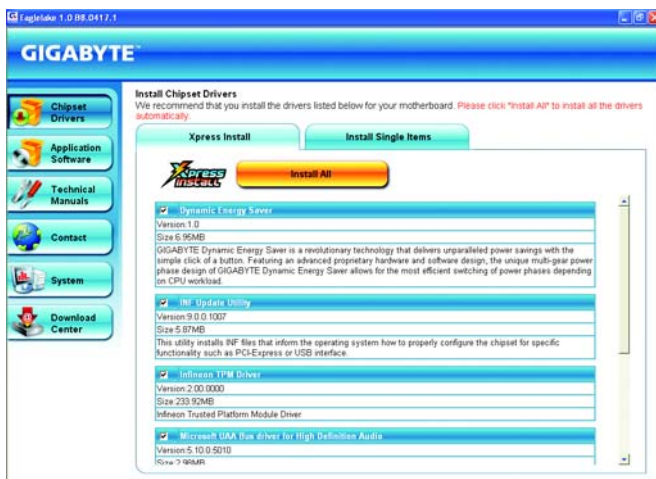 Eaglelake 1.0 B8.0417.1
GIGABYTE™
Chipset
Drivers
Application
Software
Technical
Manuals
Contact
System
Download
Center
Install Chipset Drivers
We recommend that you install the drivers listed below for your motherboard. Please click "Install All" to install all the drivers
automatically.
Xpress Install
Install Single Items
Xpress
Install
Install All
Dynamic Energy Saver
Version:1.0
Size:6.95MB
GIGABYTE Dynamic Energy Saver is a revolutionary technology that delivers unparalleled power savings with the
simple click of a button. Featuring an advanced proprietary hardware and software design, the unique multi-gear power
phase design of GIGABYTE Dynamic Energy Saver allows for the most efficient switching of power phases depending
on CPU workload.
INF Update Utility
Version:9.0.0.1007
Size:5.87MB
This utility installs INF files that inform the operating system how to properly configure the chipset for specific
functionality such as PCI-Express or USB interface.
Infineon TPM Driver
Version:2.00.0000
Size:233.92MB
Infineon Trusted Platform Module Driver
Microsoft UAA Bus driver for High Definition Audio
Version:5.10.0.5010
Size:2.98MB